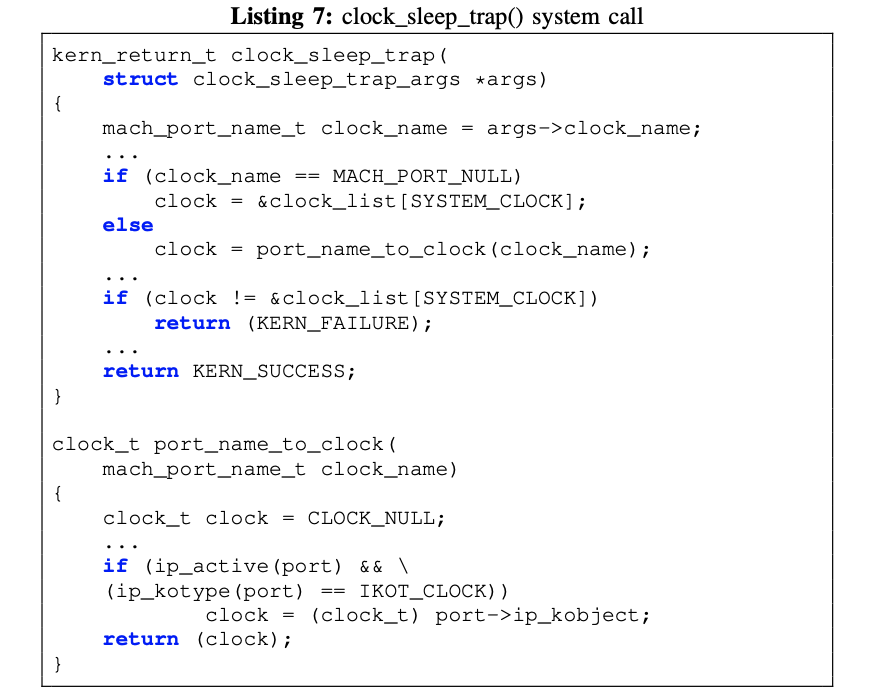 Listing 7: clock_sleep_trap() system call
kern_return_t clock_sleep_trap(
    struct clock_sleep_trap_args *args)
{
    mach_port_name_t clock_name = args->clock_name;
    ...
    if (clock_name == MACH_PORT_NULL)
        clock = &clock_list[SYSTEM_CLOCK];
    else
        clock = port_name_to_clock(clock_name);
    ...
    if (clock != &clock_list[SYSTEM_CLOCK])
        return (KERN_FAILURE);
    ...
    return KERN_SUCCESS;
}

clock_t port_name_to_clock(
    mach_port_name_t clock_name)
{
    clock_t clock = CLOCK_NULL;
    ...
    if (ip_active(port) && \
    (ip_kotype(port) == IKOT_CLOCK))
            clock = (clock_t) port->ip_kobject;
    return (clock);
}